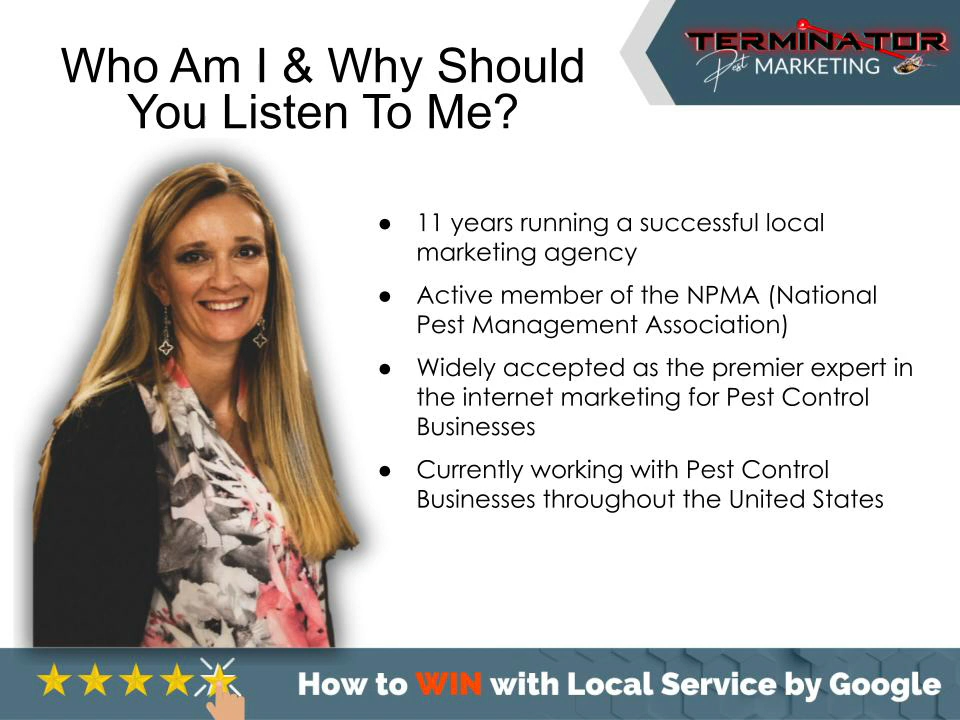 Who Am I & Why Should
You Listen To Me?
TERMINATOR
Pest MARKETING
● 11 years running a successful local
marketing agency
● Active member of the NPMA (National
Pest Management Association)
● Widely accepted as the premier expert in
the internet marketing for Pest Control
Businesses
● Currently working with Pest Control
Businesses throughout the United States
How to WIN with Local Service by Google